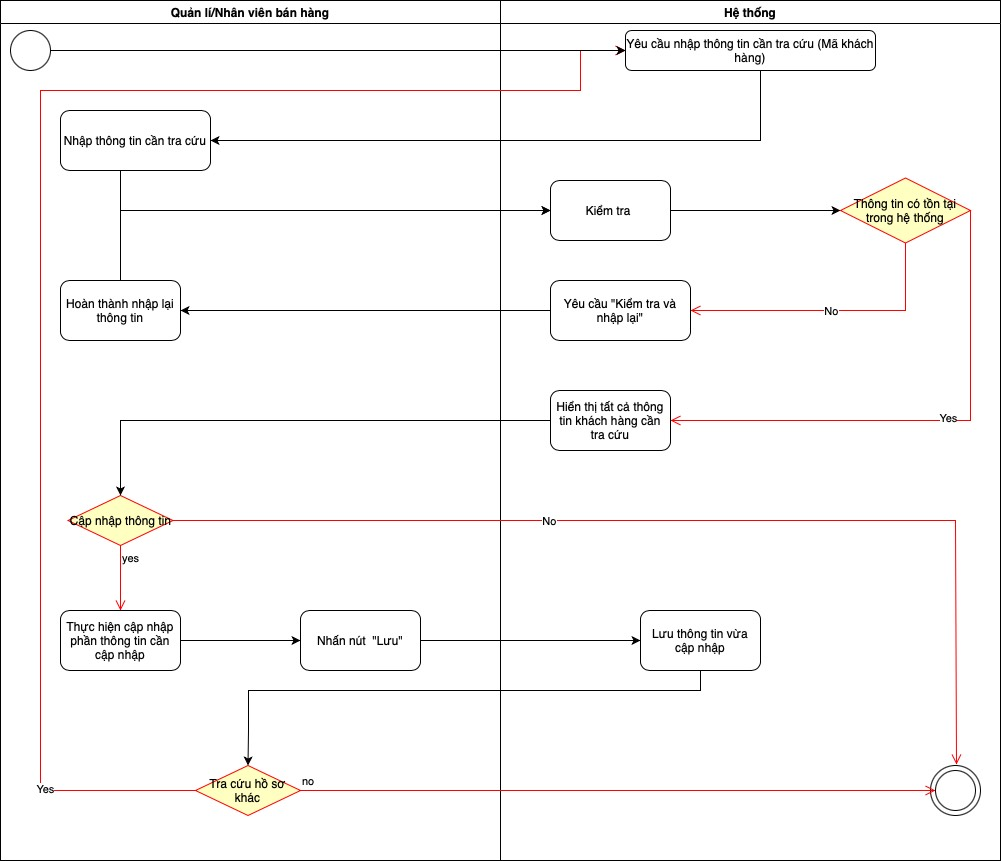 Quản lí/Nhân viên bán hàng
Hệ thống
Yêu cầu nhập thông tin cần tra cứu (Mã khách
hàng)
Nhập thông tin cần tra cứu
Kiểm tra
Thông tin có tồn tại
trong hệ thống
Hoàn thành nhập lại
thông tin
Yêu cầu "Kiểm tra và
nhập lại"
No
Hiển thị tất cả thông
tin khách hàng cần
tra cứu
Yes
Cập nhập thông tin
No
yes
Thực hiện cập nhập
phần thông tin cần
cập nhập
Nhấn nút "Lưu"
Lưu thông tin vừa
cập nhập
Tra cứu hồ sơ
khác
no
Yes